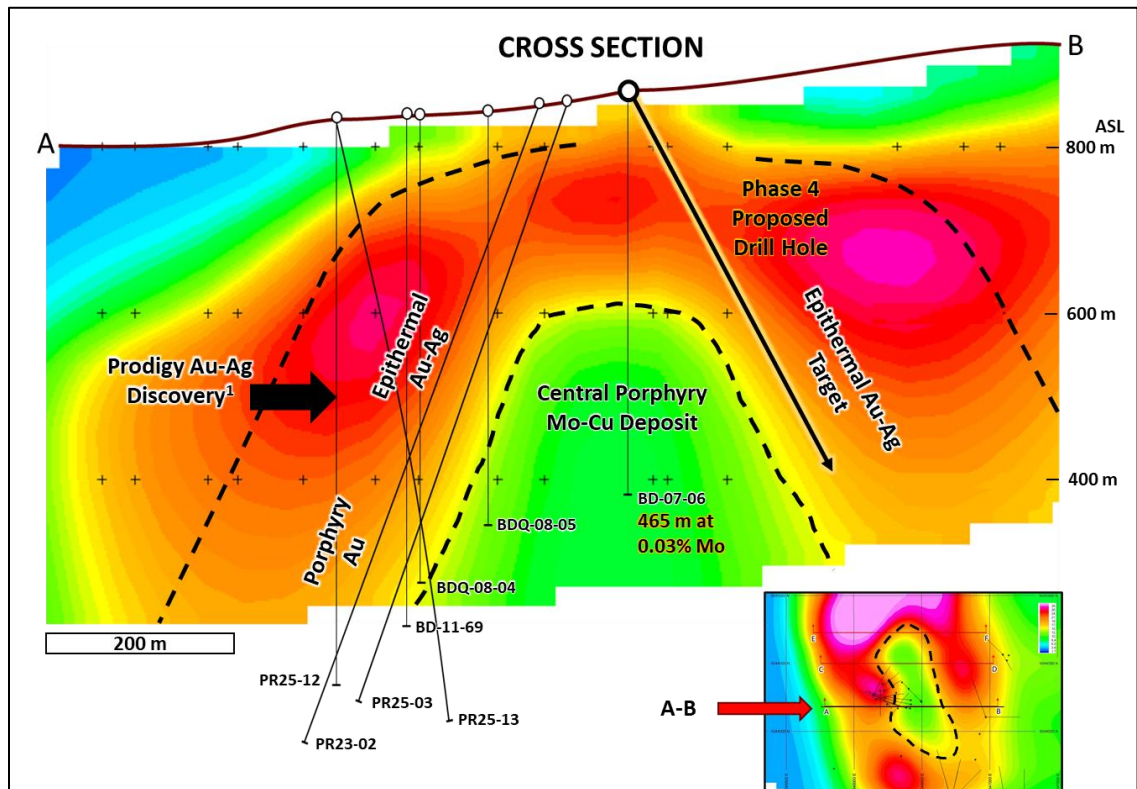 CROSS SECTION
A
B
ASL
800 m
600 m
400 m
Phase 4
Proposed
Drill Hole
Prodigy Au-Ag
Discovery1
Epithermal
Au-Ag
Epithermal Au-Ag
Target
Central Porphyry
Mo-Cu Deposit
Porphyry
Au
BD-07-06
465 m at
0.03% Mo
BDQ-08-05
BDQ-08-04
BD-11-69
200 m
PR25-12
PR25-03
PR25-13
PR23-02
A-B
E
F
C
D
A
B